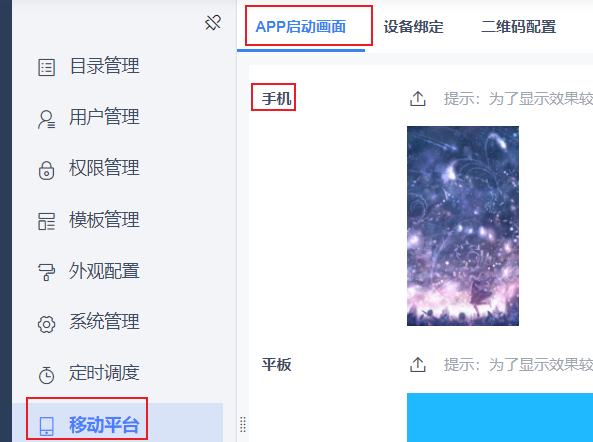 APP启动画面 设备绑定 二维码配置
目录管理
用户管理
权限管理
模板管理
外观配置
系统管理
定时调度
移动平台
手机 提示：为了显示效果较
平板 提示：为了显示效果较